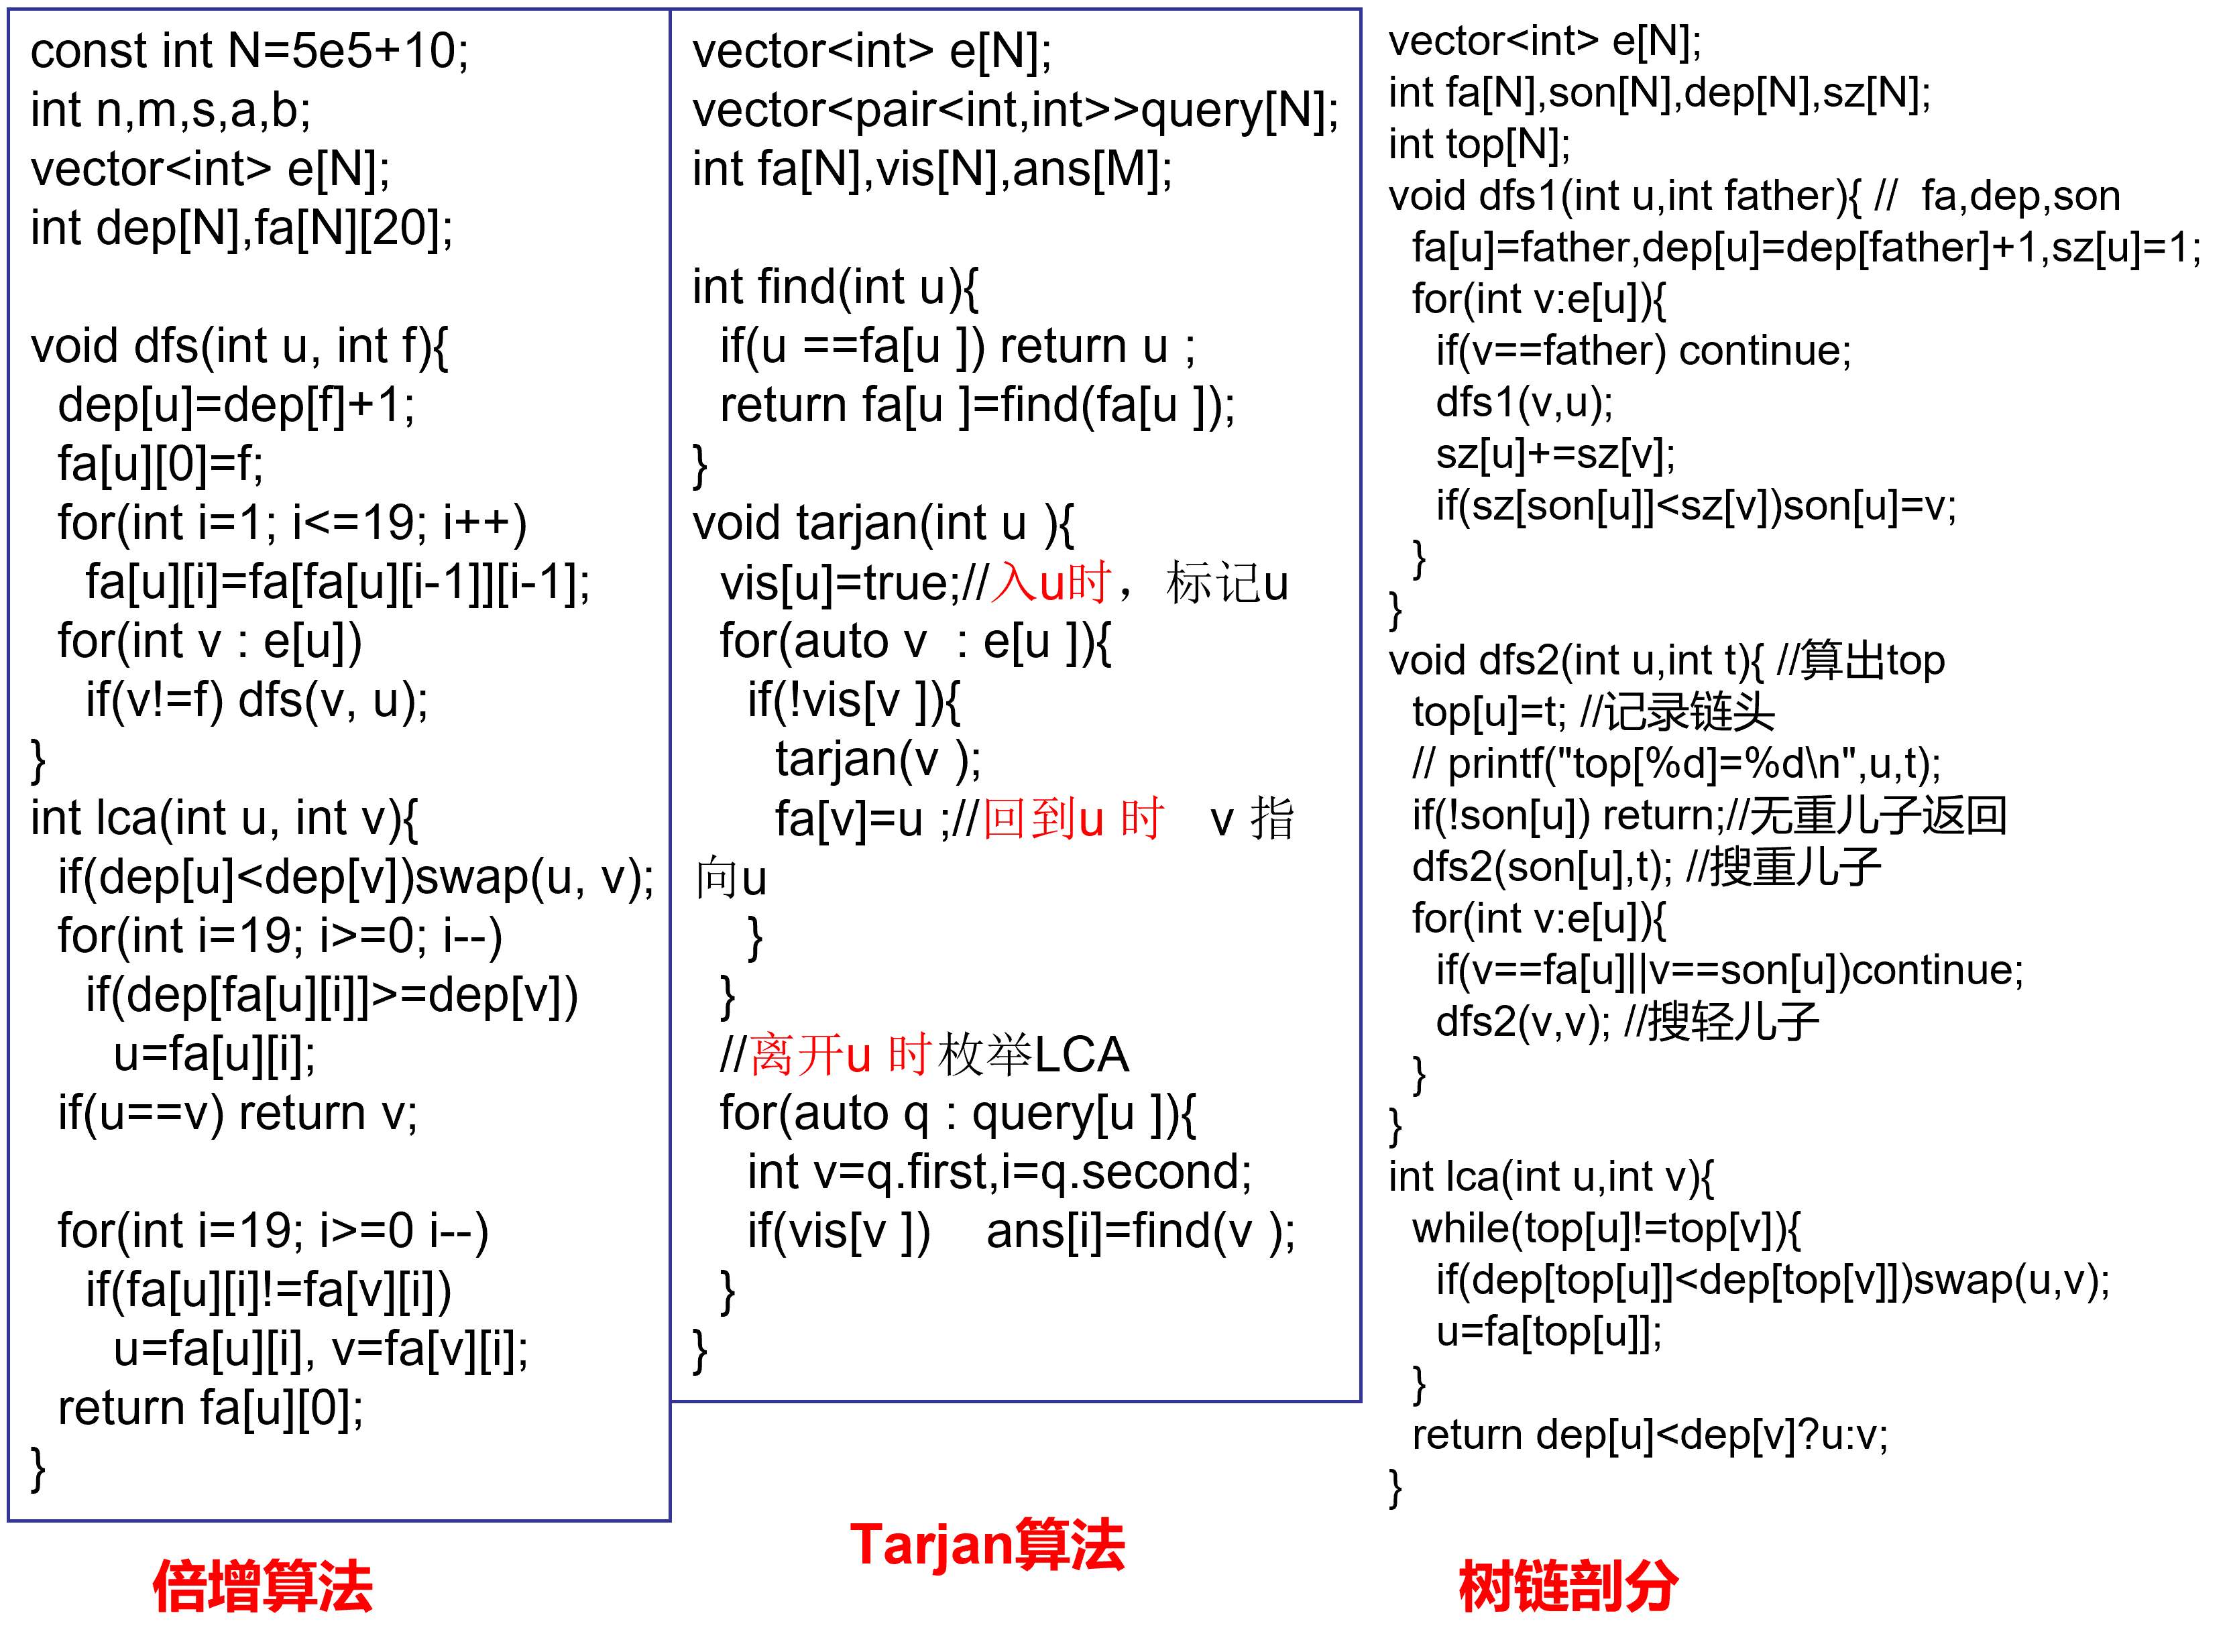 const int N=5e5+10;
int n,m,s,a,b;
vector<int> e[N];
int dep[N],fa[N][20];

void dfs(int u, int f){
  dep[u]=dep[f]+1;
  fa[u][0]=f;
  for(int i=1; i<=19; i++)
    fa[u][i]=fa[fa[u][i-1]][i-1];
  for(int v : e[u])
    if(v!=f) dfs(v, u);
}
int lca(int u, int v){
  if(dep[u]<dep[v])swap(u, v);
  for(int i=19; i>=0; i--)
    if(dep[fa[u][i]]>=dep[v])
      u=fa[u][i];
  if(u==v) return v;

  for(int i=19; i>=0 i--)
    if(fa[u][i]!=fa[v][i])
      u=fa[u][i], v=fa[v][i];
  return fa[u][0];
}
倍增算法
vector<int> e[N];
vector<pair<int,int>>query[N];
int fa[N],vis[N],ans[M];

int find(int u){
  if(u ==fa[u ]) return u ;
  return fa[u ]=find(fa[u ]);
}
void tarjan(int u ){
  vis[u]=true;//入u时，标记u
  for(auto v  : e[u ]){
    if(!vis[v ]){
      tarjan(v );
      fa[v]=u ;//回到u 时   v 指
向u
    }
  }
  //离开u 时枚举LCA
  for(auto q : query[u ]){
    int v=q.first,i=q.second;
    if(vis[v ])    ans[i]=find(v );
  }
}
Tarjan算法
vector<int> e[N];
int fa[N],son[N],dep[N],sz[N];
int top[N];
void dfs1(int u,int father){ //  fa,dep,son
  fa[u]=father,dep[u]=dep[father]+1,sz[u]=1;
  for(int v:e[u]){
    if(v==father) continue;
    dfs1(v,u);
    sz[u]+=sz[v];
    if(sz[son[u]]<sz[v])son[u]=v;
  }
}
void dfs2(int u,int t){ //算出top
  top[u]=t; //记录链头
  // printf("top[%d]=%d\n",u,t);
  if(!son[u]) return;//无重儿子返回
  dfs2(son[u],t); //搜重儿子
  for(int v:e[u]){
    if(v==fa[u]||v==son[u])continue;
    dfs2(v,v); //搜轻儿子
  }
}
int lca(int u,int v){
  while(top[u]!=top[v]){
    if(dep[top[u]]<dep[top[v]])swap(u,v);
    u=fa[top[u]];
  }
  return dep[u]<dep[v]?u:v;
}
树链剖分